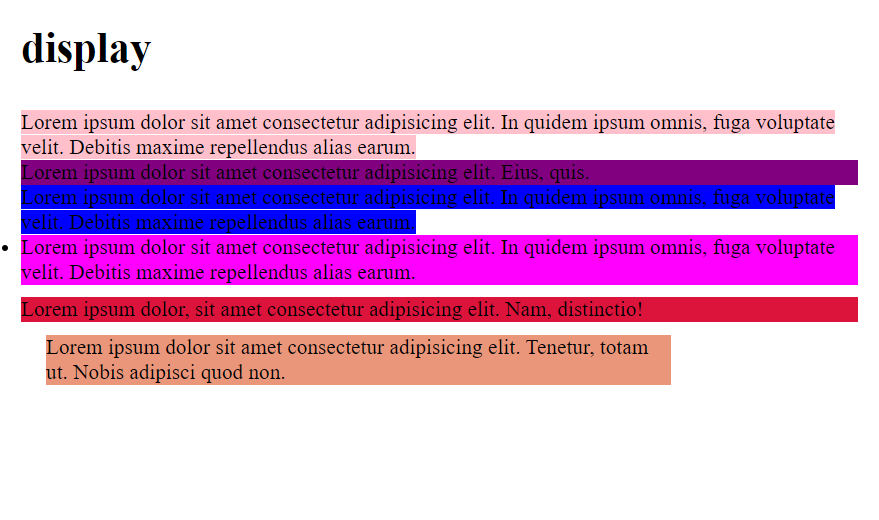 display
Lorem ipsum dolor sit amet consectetur adipisicing elit. In quidem ipsum omnis, fuga voluptate
velit. Debitis maxime repellendus alias earum.
Lorem ipsum dolor sit amet consectetur adipisicing elit. Eius, quis.
Lorem ipsum dolor sit amet consectetur adipisicing elit. In quidem ipsum omnis, fuga voluptate
velit. Debitis maxime repellendus alias earum.
Lorem ipsum dolor sit amet consectetur adipisicing elit. In quidem ipsum omnis, fuga voluptate
velit. Debitis maxime repellendus alias earum.
Lorem ipsum dolor, sit amet consectetur adipisicing elit. Nam, distinctio!
Lorem ipsum dolor sit amet consectetur adipisicing elit. Tenetur, totam
ut. Nobis adipisci quod non.